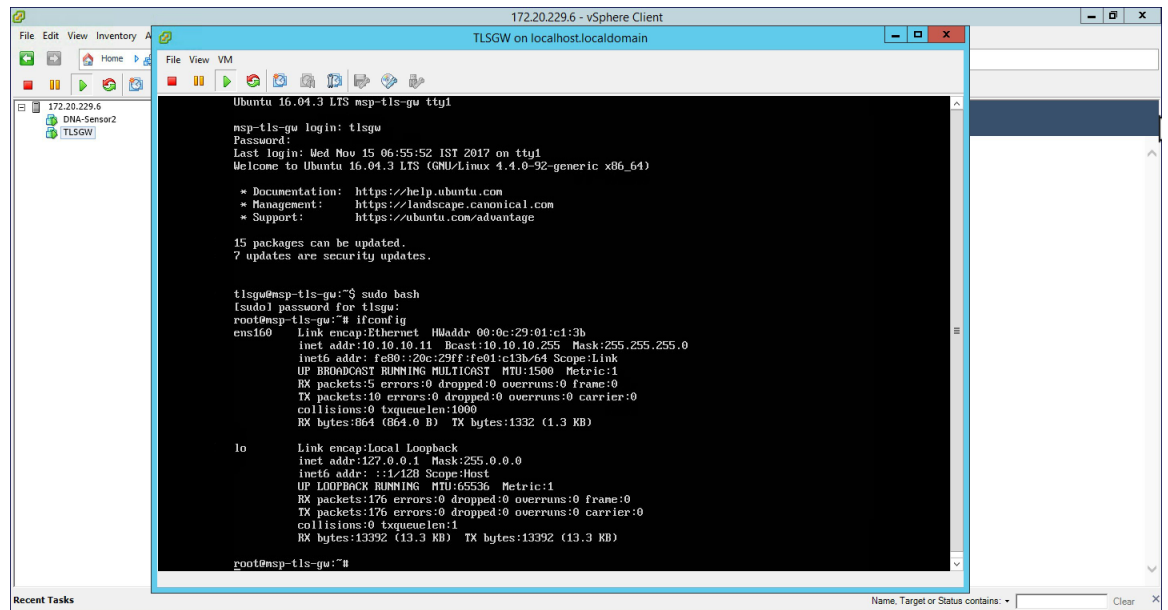 172.20.229.6 - vSphere Client
File Edit View Inventory A
TLSGW on localhost.localdomain
Home
File View VM
172.20.229.6
DNA-Sensor2
TLSGW
Ubuntu 16.04.3 LTS msp-tls-gw tty1
msp-tls-gw login: tlsgw
Password:
Last login: Wed Nov 15 06:55:52 IST 2017 on tty1
Welcome to Ubuntu 16.04.3 LTS (GNU/Linux 4.4.0-92-generic x86_64)
* Documentation: https://help.ubuntu.com
* Management: https://landscape.canonical.com
* Support: https://ubuntu.com/advantage
15 packages can be updated.
7 updates are security updates.
tlsgw@msp-tls-gw:~$ sudo bash
[sudo] password for tlsgw:
root@msp-tls-gw:~# ifconfig
ens160 Link encap:Ethernet HWaddr 00:0c:29:01:c1:3b
inet addr:10.10.10.11 Bcast:10.10.10.255 Mask:255.255.255.0
inet6 addr: fe80::20c:29ff:fe01:c13b/64 Scope:Link
UP BROADCAST RUNNING MULTICAST MTU:1500 Metric:1
RX packets:5 errors:0 dropped:0 overruns:0 frame:0
TX packets:10 errors:0 dropped:0 overruns:0 carrier:0
collisions:0 txqueuelen:1000
RX bytes:864 (864.0 B) TX bytes:1332 (1.3 KB)
lo Link encap:Local Loopback
inet addr:127.0.0.1 Mask:255.0.0.0
inet6 addr: ::1/128 Scope:Host
UP LOOPBACK RUNNING MTU:65536 Metric:1
RX packets:176 errors:0 dropped:0 overruns:0 frame:0
TX packets:176 errors:0 dropped:0 overruns:0 carrier:0
collisions:0 txqueuelen:1
RX bytes:13392 (13.3 KB) TX bytes:13392 (13.3 KB)
root@msp-tls-gw:~#
Recent Tasks
Name, Target or Status contains:
Clear